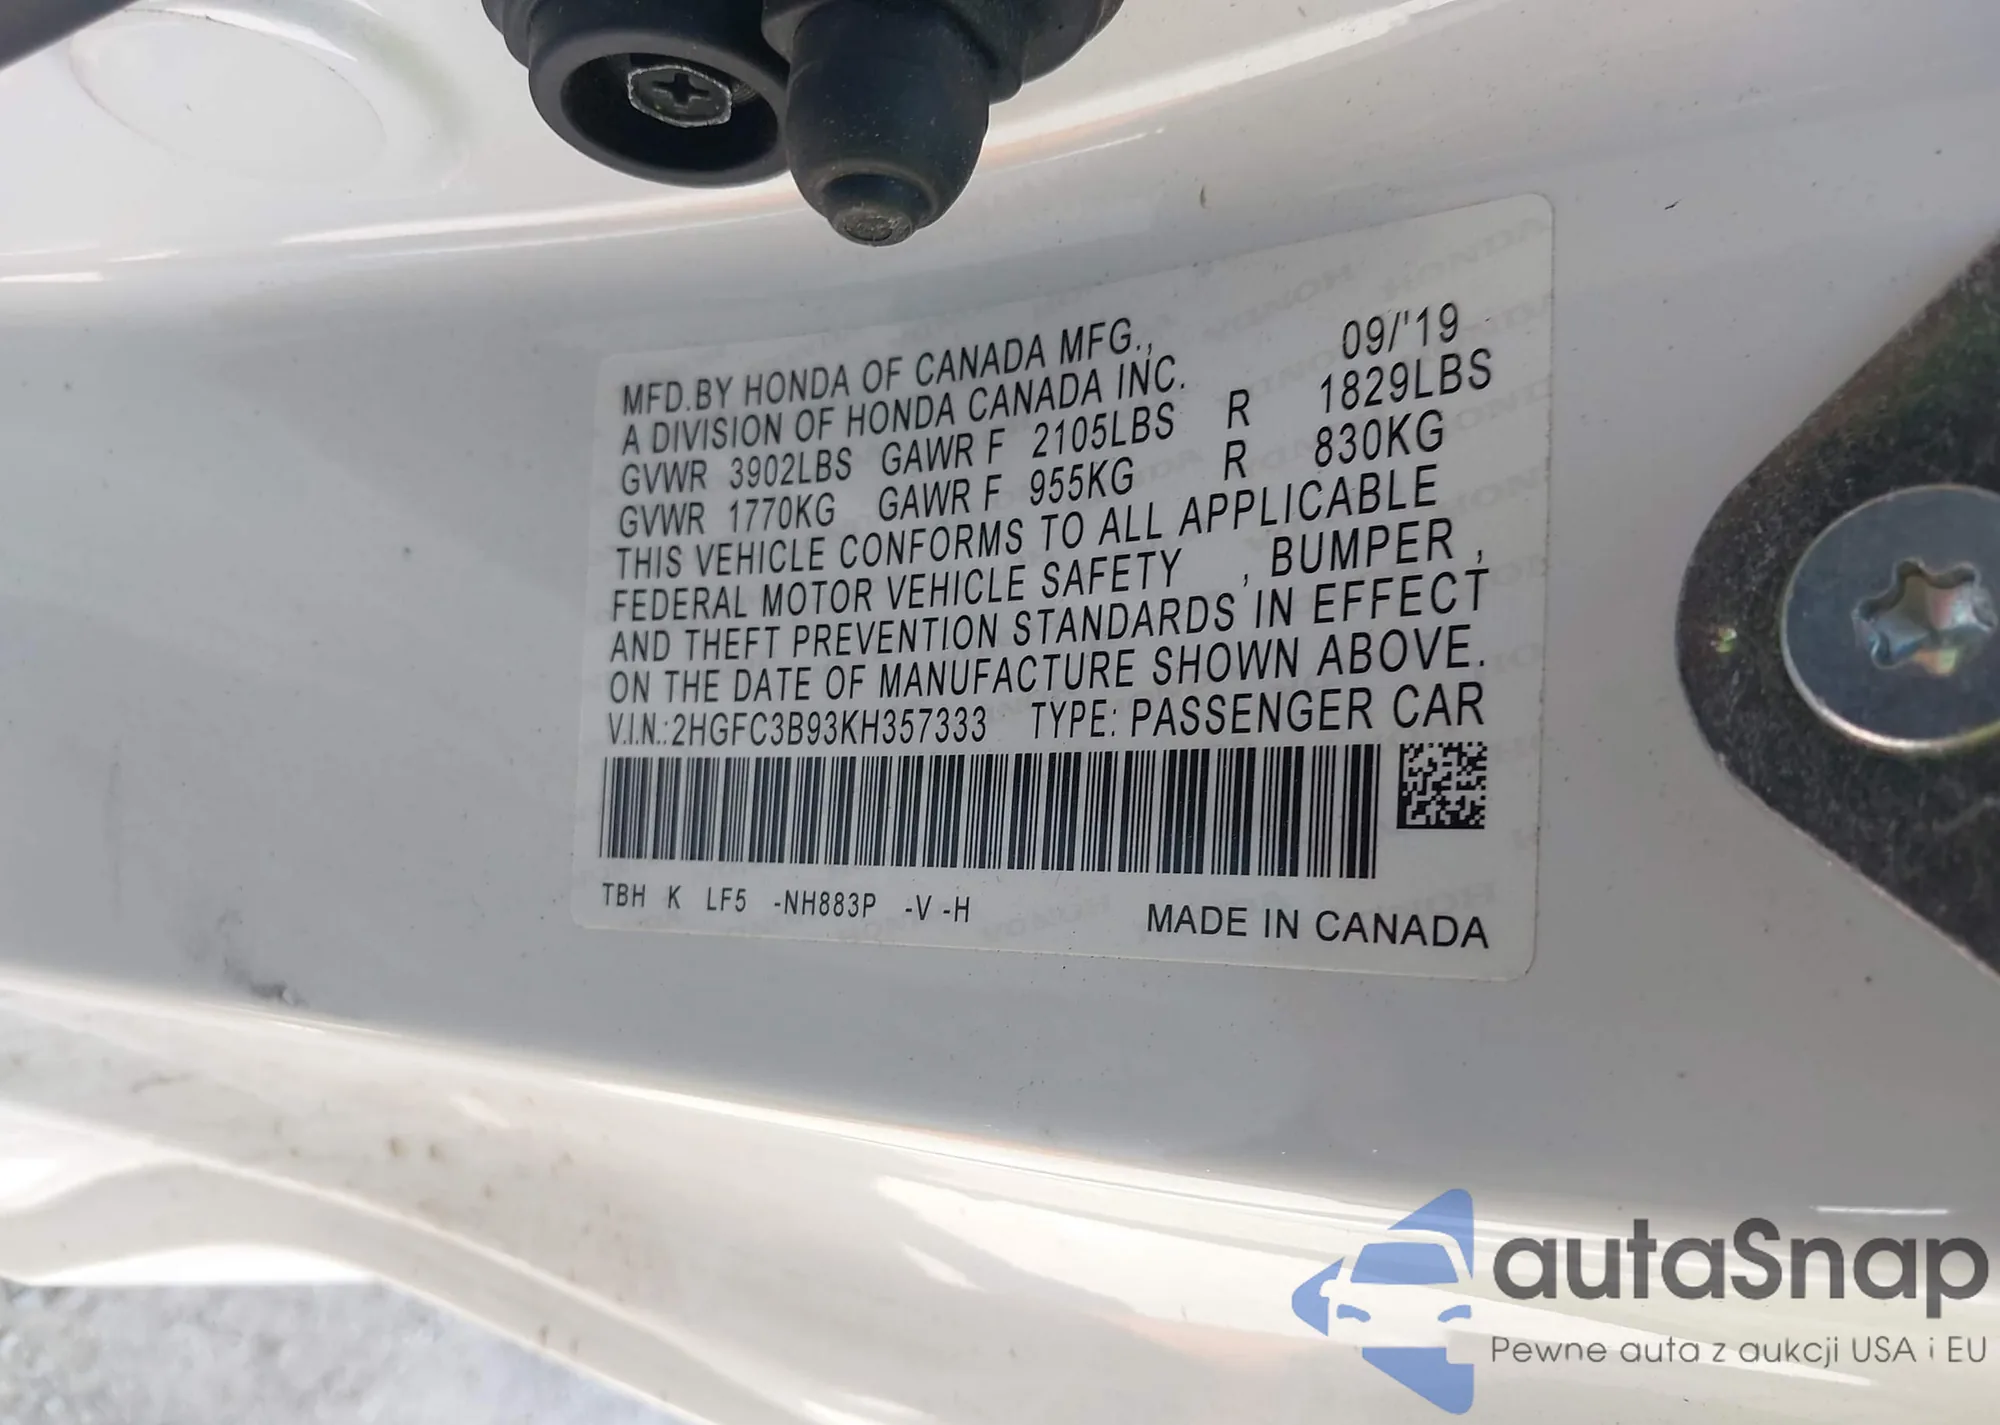 MFD.BY HONDA OF CANADA MFG., 09/'19
A DIVISION OF HONDA CANADA INC.
GVWR 3902LBS GAWR F 2105LBS R 1829LBS
GVWR 1770KG GAWR F 955KG R 830KG
THIS VEHICLE CONFORMS TO ALL APPLICABLE
FEDERAL MOTOR VEHICLE SAFETY , BUMPER ,
AND THEFT PREVENTION STANDARDS IN EFFECT
ON THE DATE OF MANUFACTURE SHOWN ABOVE.
V.I.N.:2HGFC3B93KH357333 TYPE: PASSENGER CAR
TBH K LF5 -NH883P -V -H
MADE IN CANADA
autaSnap
Pewne auta z aukcji USA i EU